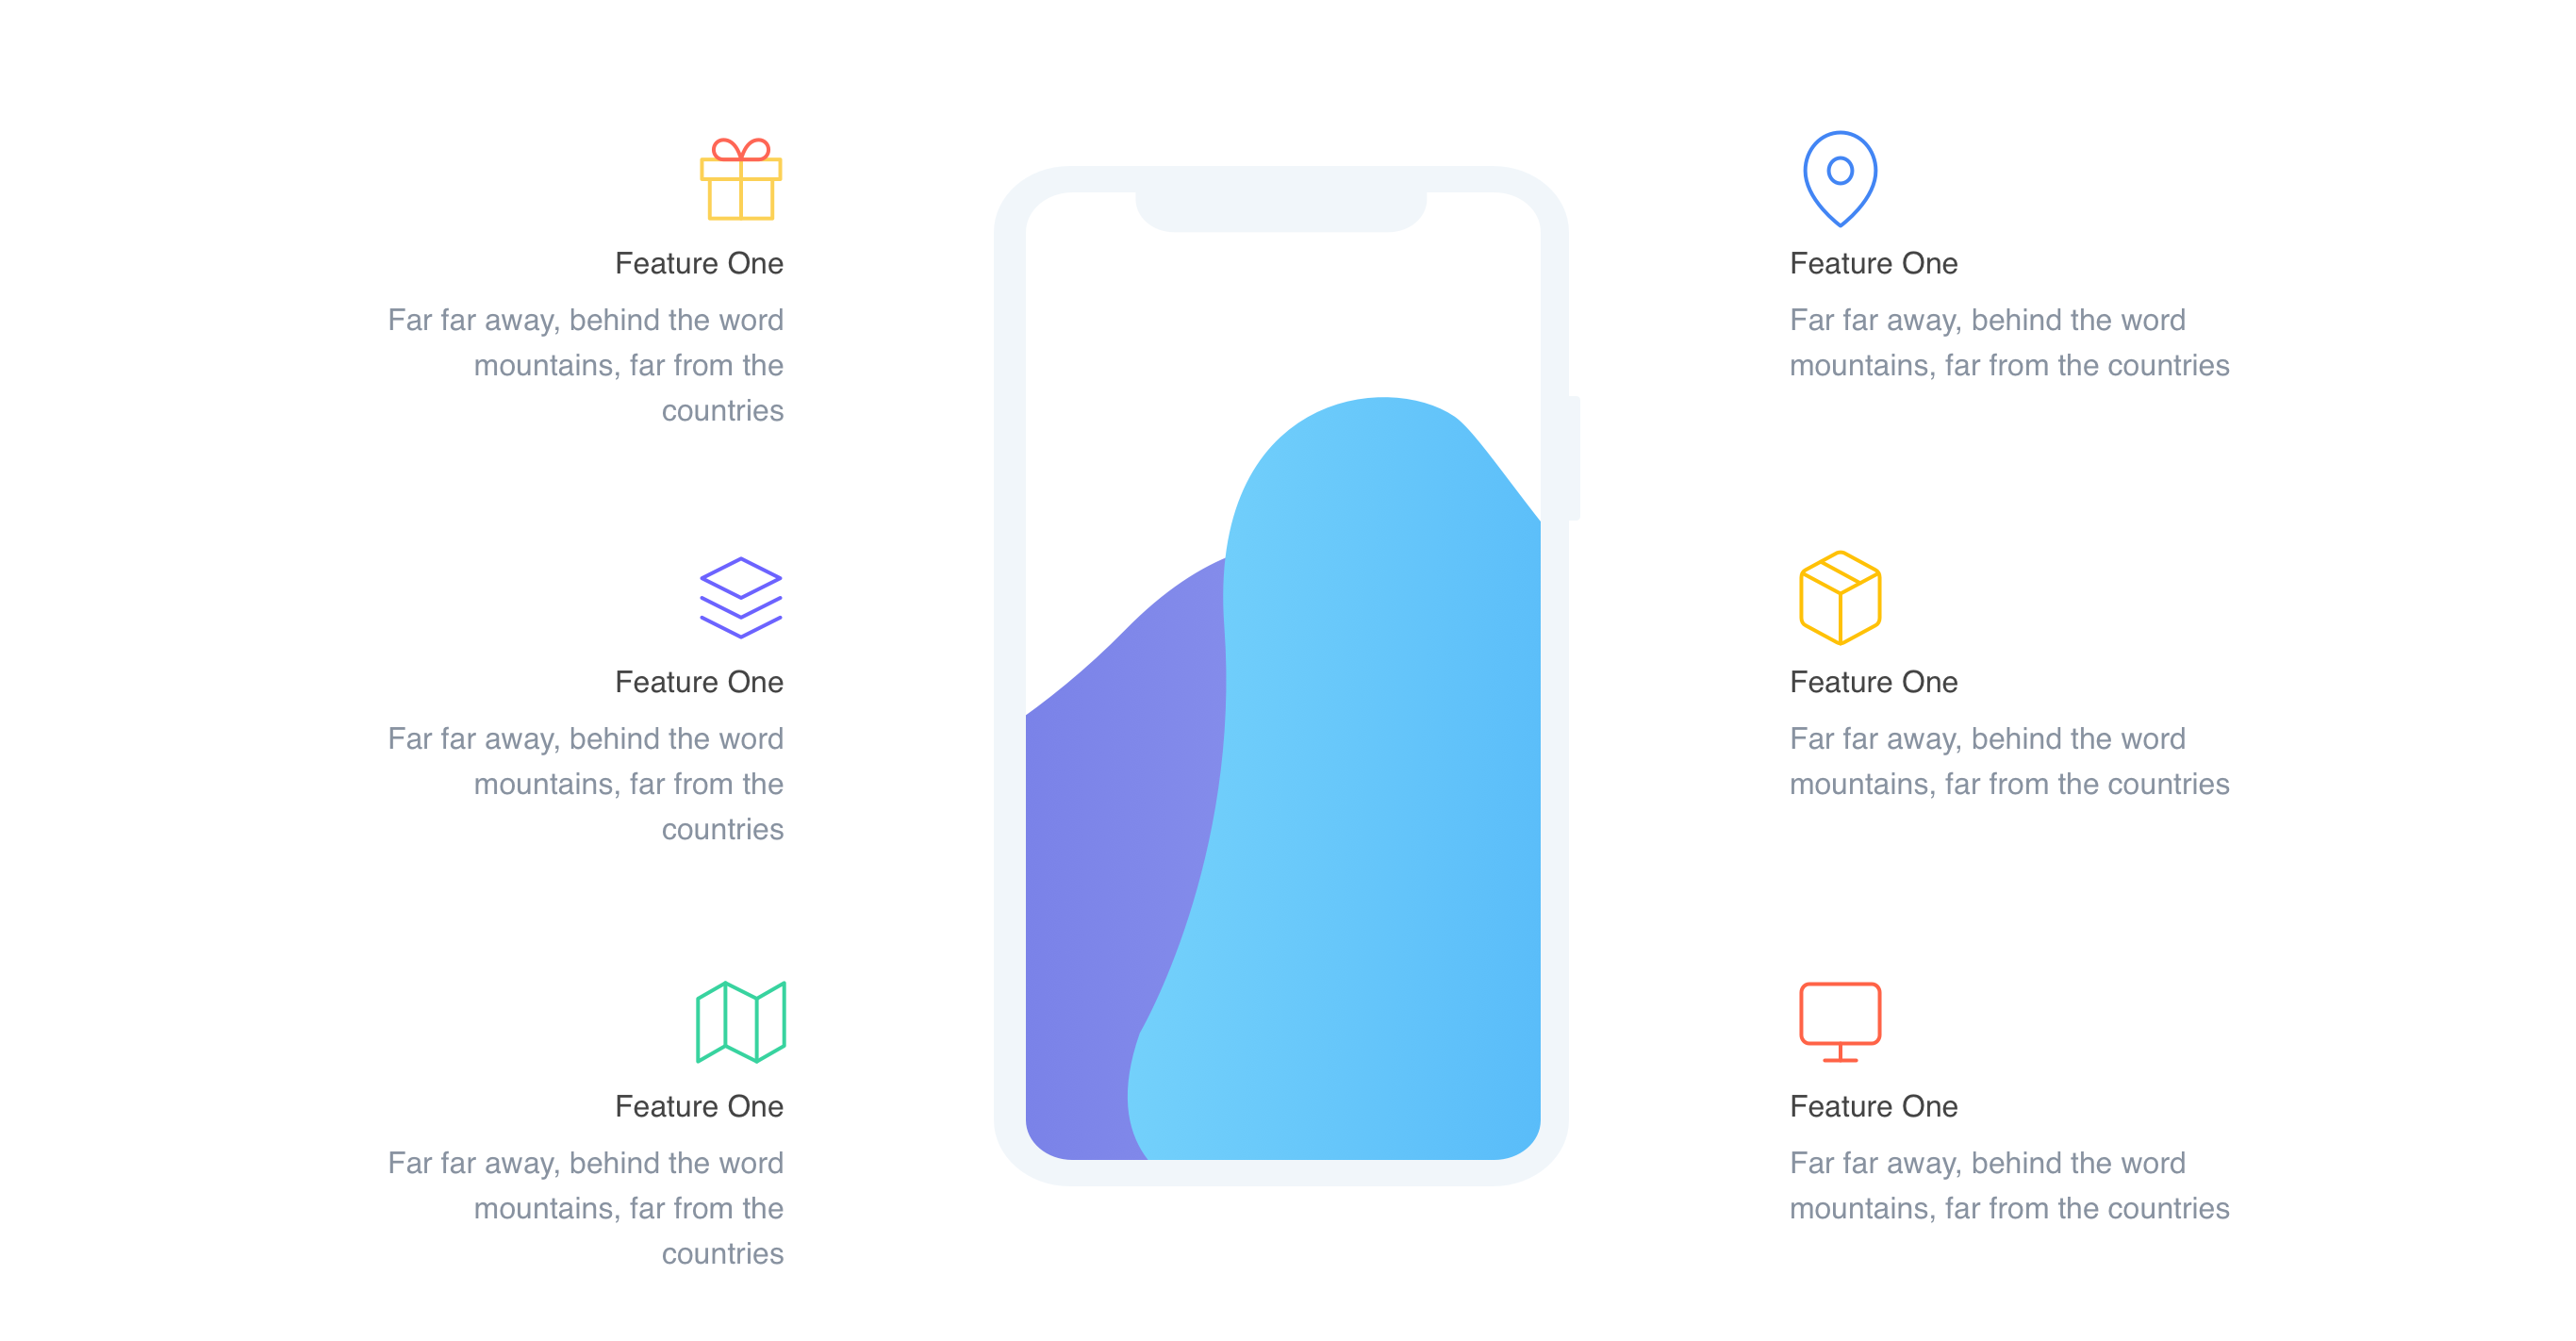 Feature One
Far far away, behind the word
mountains, far from the
countries
Feature One
Far far away, behind the word
mountains, far from the
countries
Feature One
Far far away, behind the word
mountains, far from the
countries
Feature One
Far far away, behind the word
mountains, far from the countries
Feature One
Far far away, behind the word
mountains, far from the countries
Feature One
Far far away, behind the word
mountains, far from the countries